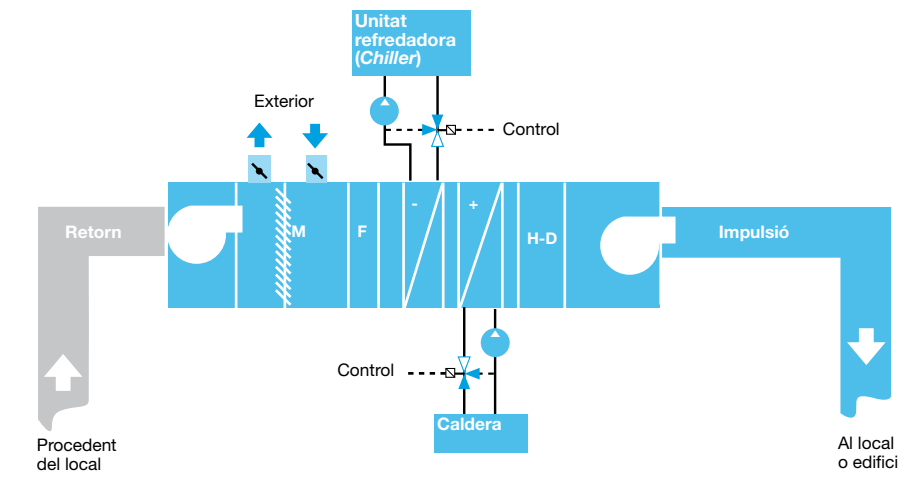 Unitat
refredadora
(Chiller)
Exterior
Control
Retorn
M
F
-
+
H-D
Impulsió
Control
Caldera
Procedent
del local
Al local
o edifici